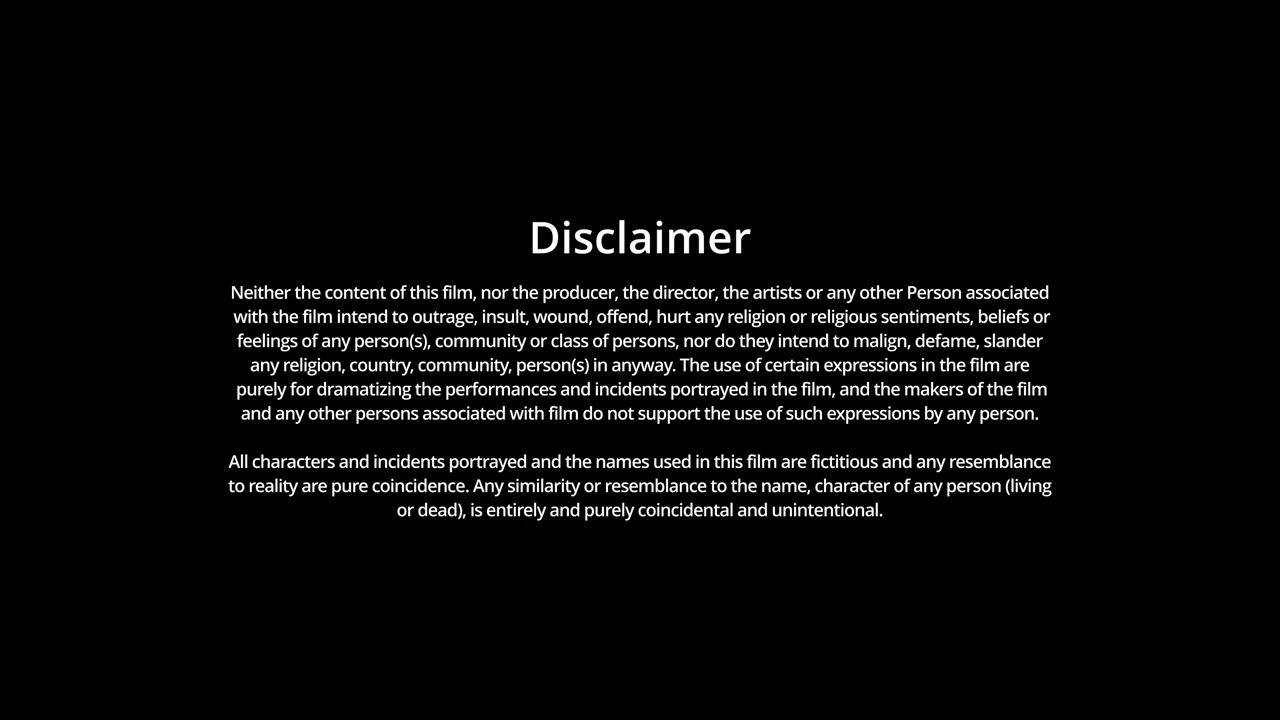 Disclaimer
Neither the content of this film, nor the producer, the director, the artists or any other Person associated
with the film intend to outrage, insult, wound, offend, hurt any religion or religious sentiments, beliefs or
feelings of any person(s), community or class of persons, nor do they intend to malign, defame, slander
any religion, country, community, person(s) in anyway. The use of certain expressions in the film are
purely for dramatizing the performances and incidents portrayed in the film, and the makers of the film
and any other persons associated with film do not support the use of such expressions by any person.
All characters and incidents portrayed and the names used in this film are fictitious and any resemblance
to reality are pure coincidence. Any similarity or resemblance to the name, character of any person (living
or dead), is entirely and purely coincidental and unintentional.